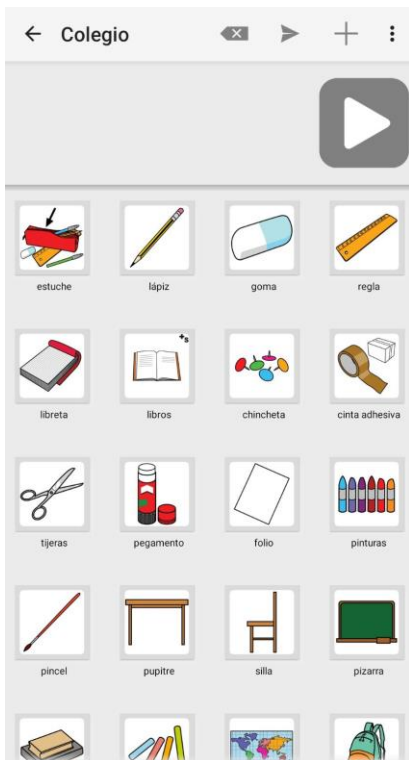 Colegio
estuche lápiz goma regla
+s
libreta libros chincheta cinta adhesiva
tijeras pegamento folio pinturas
pincel pupitre silla pizarra